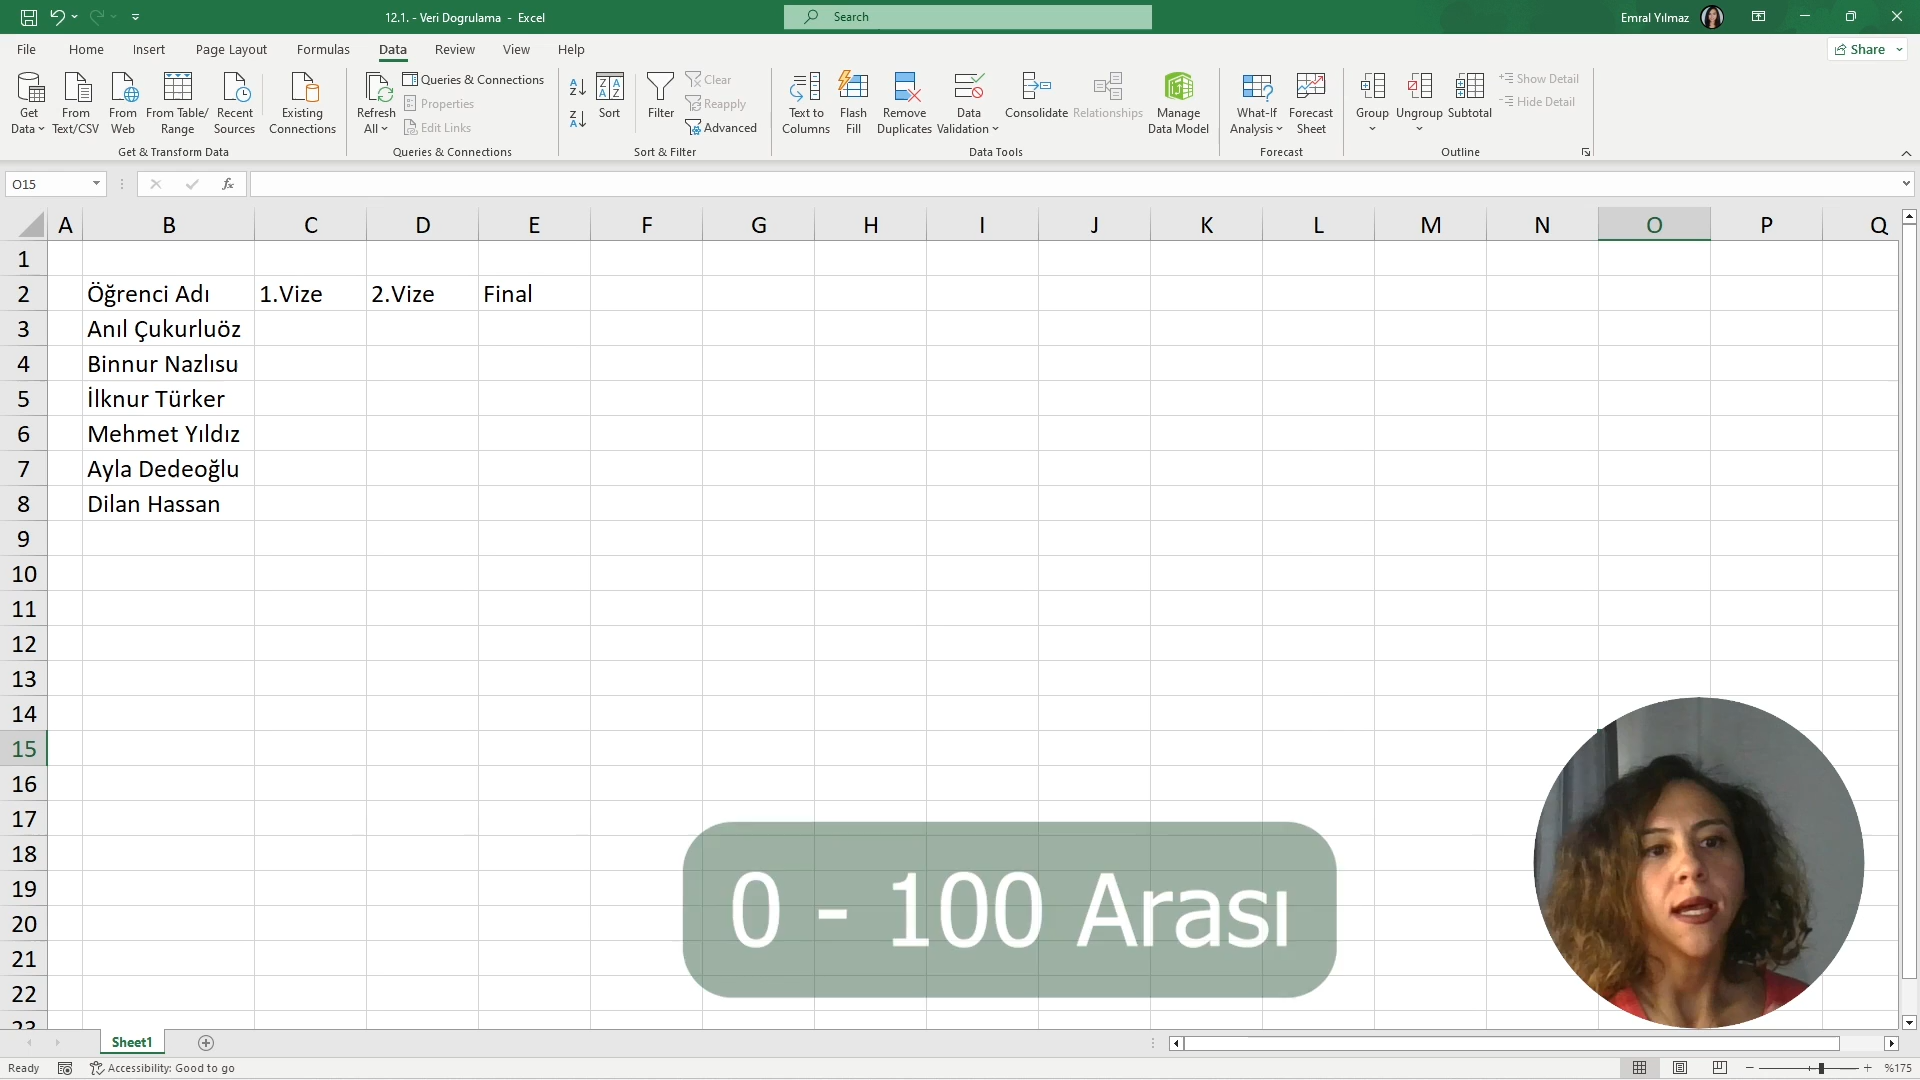 12.1. - Veri Dogrulama - Excel
Search
Emral Yılmaz
File Home Insert Page Layout Formulas Data Review View Help
Share
Get Data
From Text/CSV
From Web
From Table/ Range
Recent Sources
Existing Connections
Get & Transform Data
Refresh All
Queries & Connections
Properties
Edit Links
Queries & Connections
Sort
Filter
Clear
Reapply
Advanced
Sort & Filter
Text to Columns
Flash Fill
Remove Duplicates
Data Validation
Consolidate
Relationships
Manage Data Model
Data Tools
What-If Analysis
Forecast Sheet
Forecast
Group
Ungroup
Subtotal
Show Detail
Hide Detail
Outline
O15
fx
A B C D E F G H I J K L M N O P Q
1
2 Öğrenci Adı 1.Vize 2.Vize Final
3 Anıl Çukurluöz
4 Binnur Nazlısu
5 İlknur Türker
6 Mehmet Yıldız
7 Ayla Dedeoğlu
8 Dilan Hassan
9
10
11
12
13
14
15
16
17
18
19
20
21
22
23
0 - 100 Arası
Sheet1
Ready
Accessibility: Good to go
%175